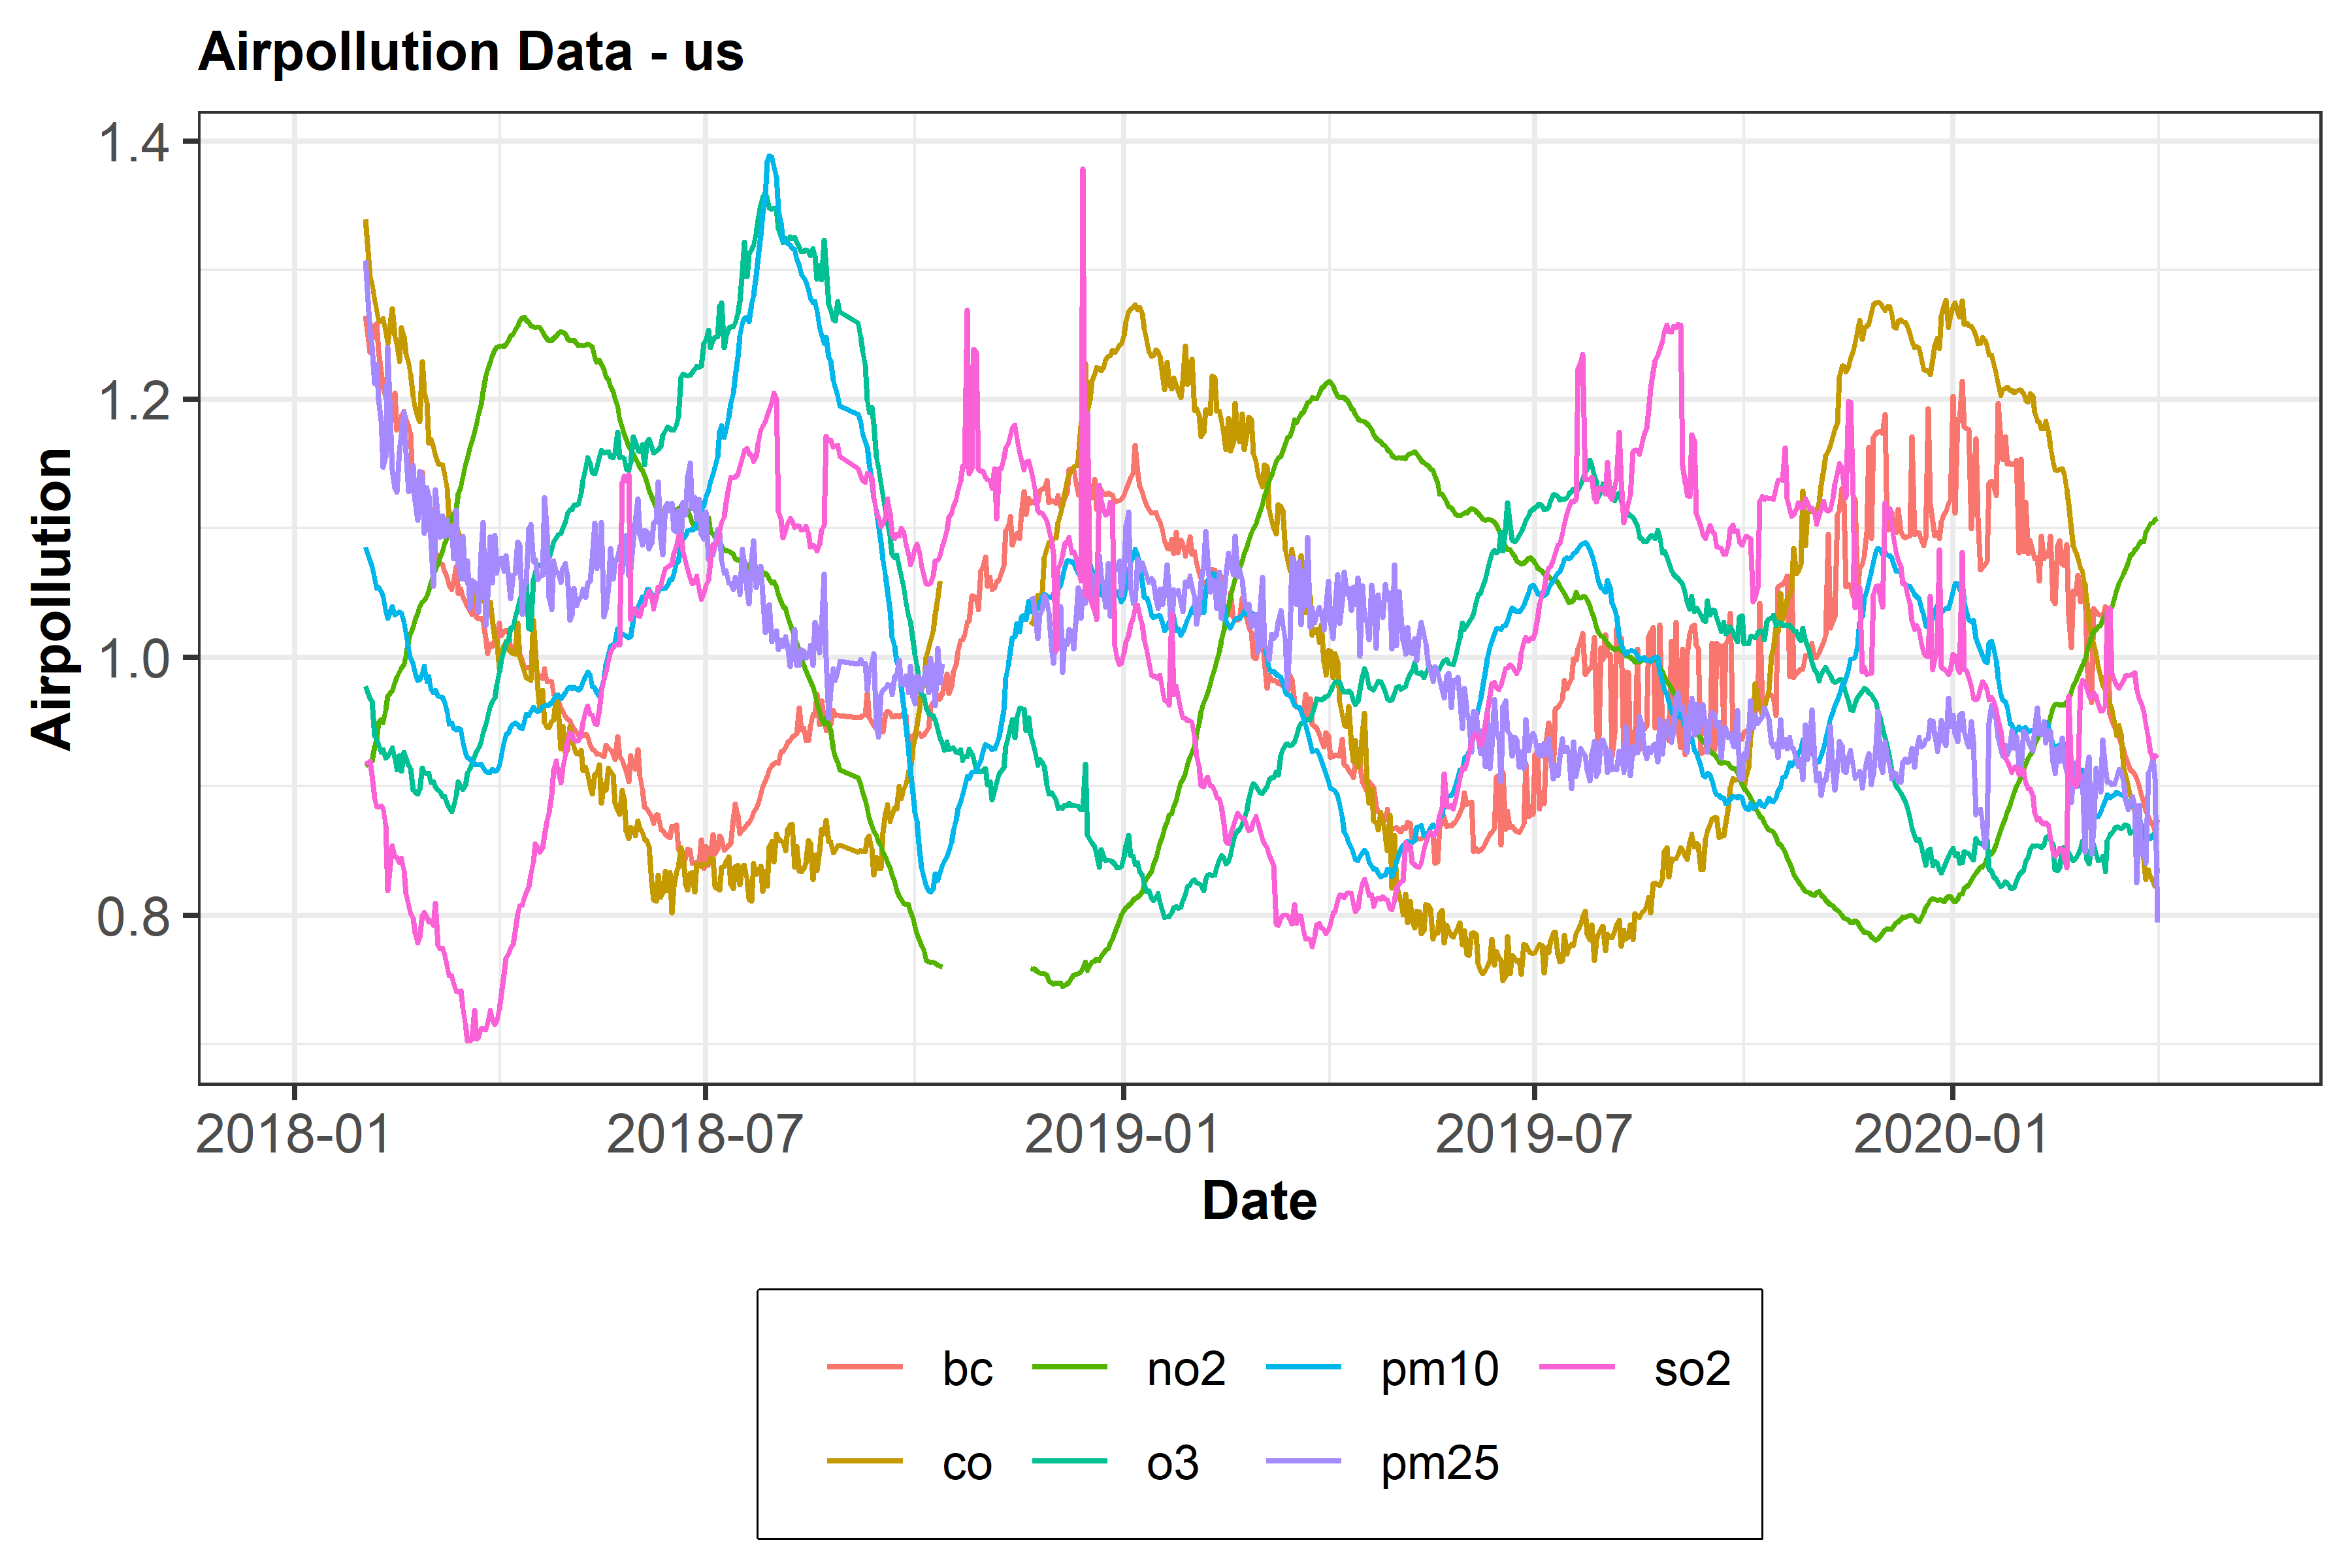 Airpollution Data - us
1.4
1.2
1.0
0.8
Airpollution
2018-01 2018-07 2019-01 2019-07 2020-01
Date
bc no2 pm10 so2
co o3 pm25